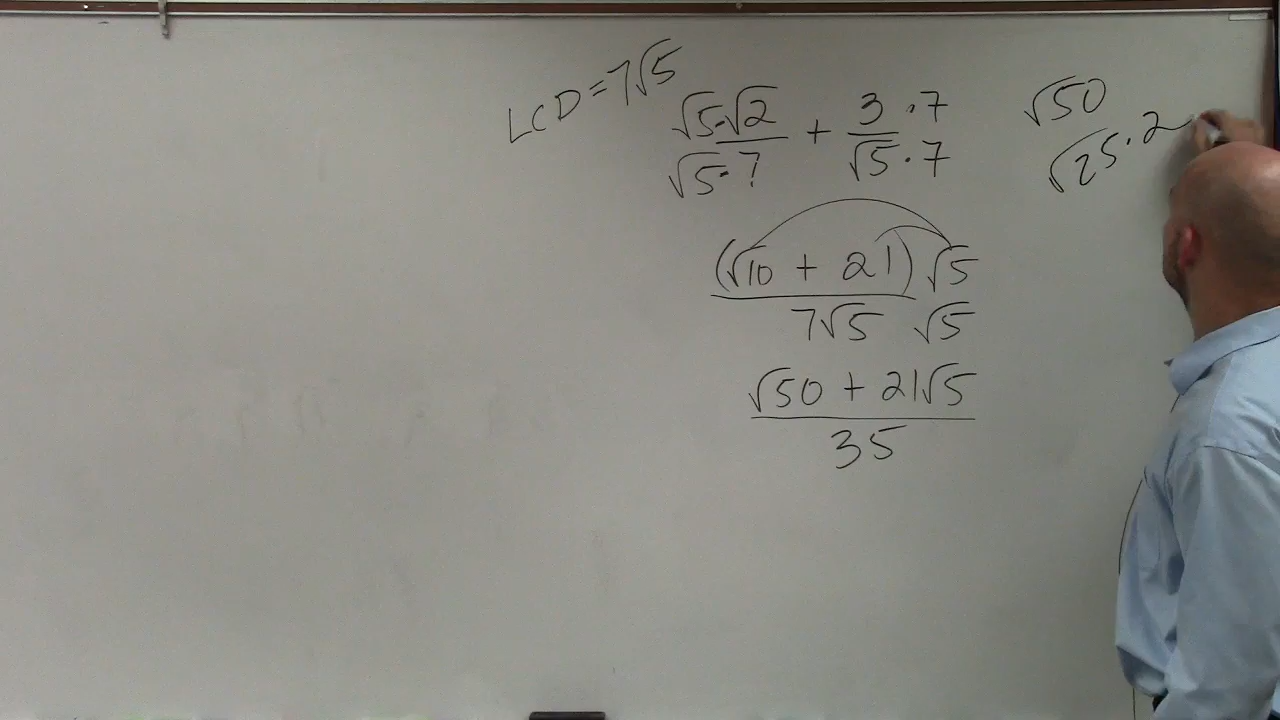 LCD = 7√5
√5·√2 + 3 · 7
√5·7 √5 · 7
(√10 + 21) √5
7√5 √5
√50 + 21√5
35
√50
√25·2